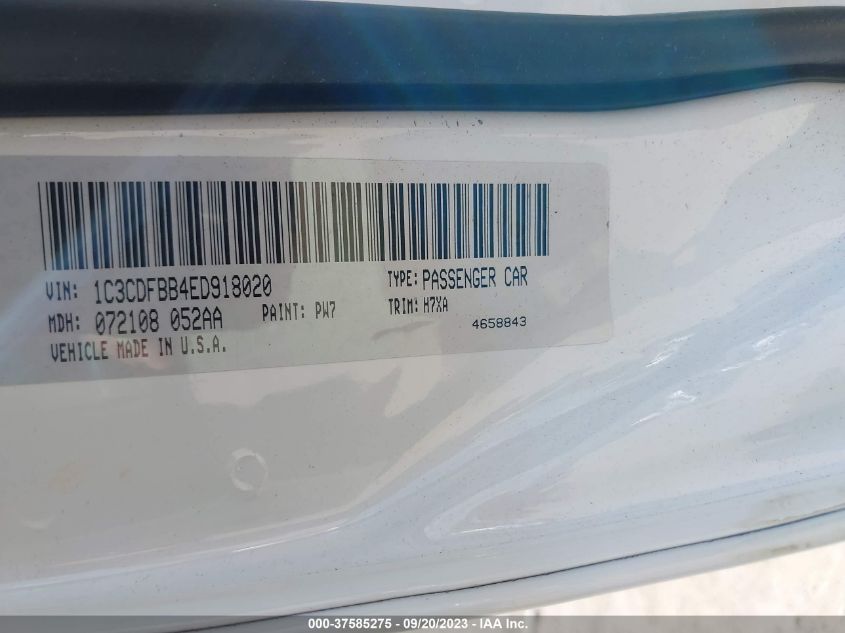 VIN: 1C3CDFBB4ED918020 TYPE: PASSENGER CAR
MDH: 072108 052AA PAINT: PW7 TRIM: H7XA
VEHICLE MADE IN U.S.A. 4658843
000-37585275 - 09/20/2023 - IAA Inc.